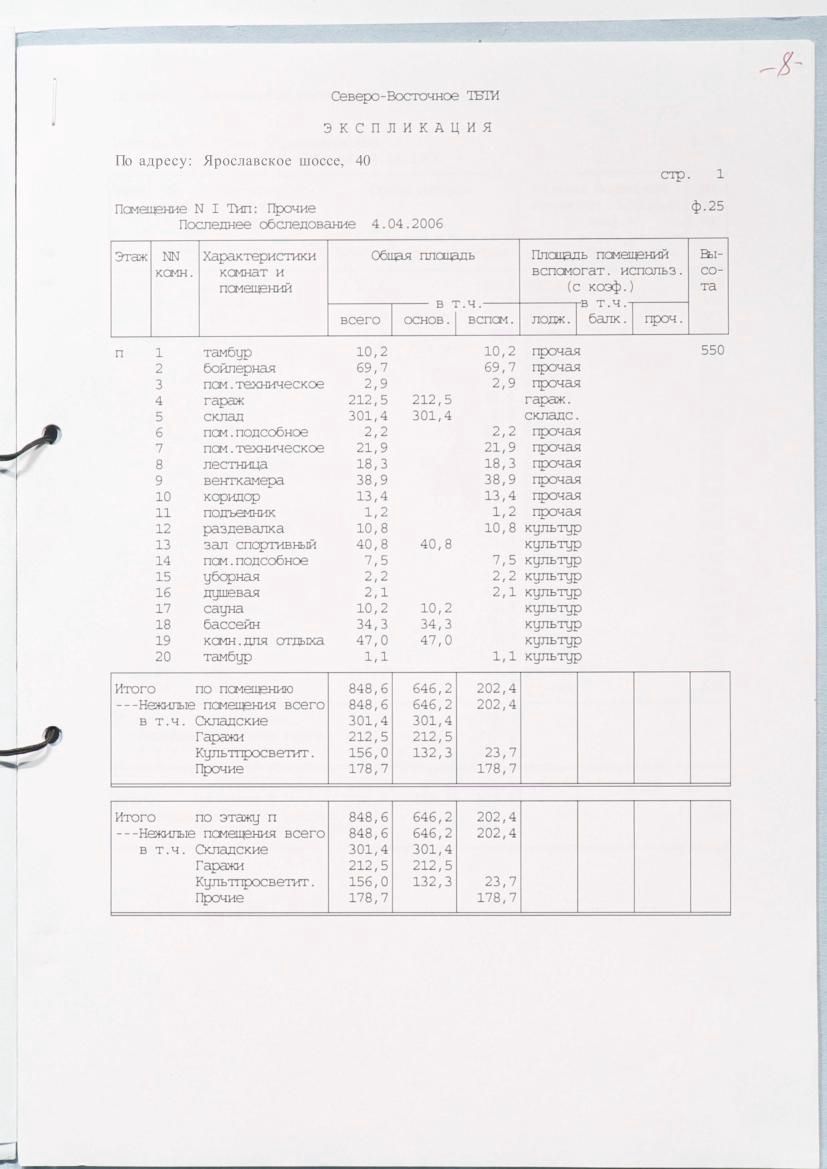 -8-
Северо-Восточное ТБТИ
Э К С П Л И К А Ц И Я
По адресу: Ярославское шоссе, 40
стр. 1
Помещение N I Тип: Прочие ф.25
Последнее обследование 4.04.2006
Этаж NN Характеристики Общая площадь Площадь помещений Вы-
комн. комнат и вспомогат. использ. со-
помещений (с коэф.) та
в т.ч. в т.ч.
всего основ. вспом. лодж. балк. проч.
п 1 тамбур 10,2 10,2 прочая 550
2 бойлерная 69,7 69,7 прочая
3 пом.техническое 2,9 2,9 прочая
4 гараж 212,5 212,5 гараж.
5 склад 301,4 301,4 складс.
6 пом.подсобное 2,2 2,2 прочая
7 пом.техническое 21,9 21,9 прочая
8 лестница 18,3 18,3 прочая
9 венткамера 38,9 38,9 прочая
10 коридор 13,4 13,4 прочая
11 подъемник 1,2 1,2 прочая
12 раздевалка 10,8 10,8 культур
13 зал спортивный 40,8 40,8 культур
14 пом.подсобное 7,5 7,5 культур
15 уборная 2,2 2,2 культур
16 душевая 2,1 2,1 культур
17 сауна 10,2 10,2 культур
18 бассейн 34,3 34,3 культур
19 комн.для отдыха 47,0 47,0 культур
20 тамбур 1,1 1,1 культур
Итого по помещению 848,6 646,2 202,4
---Нежилые помещения всего 848,6 646,2 202,4
в т.ч. Складские 301,4 301,4
Гаражи 212,5 212,5
Культпросветит. 156,0 132,3 23,7
Прочие 178,7 178,7
Итого по этажу п 848,6 646,2 202,4
---Нежилые помещения всего 848,6 646,2 202,4
в т.ч. Складские 301,4 301,4
Гаражи 212,5 212,5
Культпросветит. 156,0 132,3 23,7
Прочие 178,7 178,7